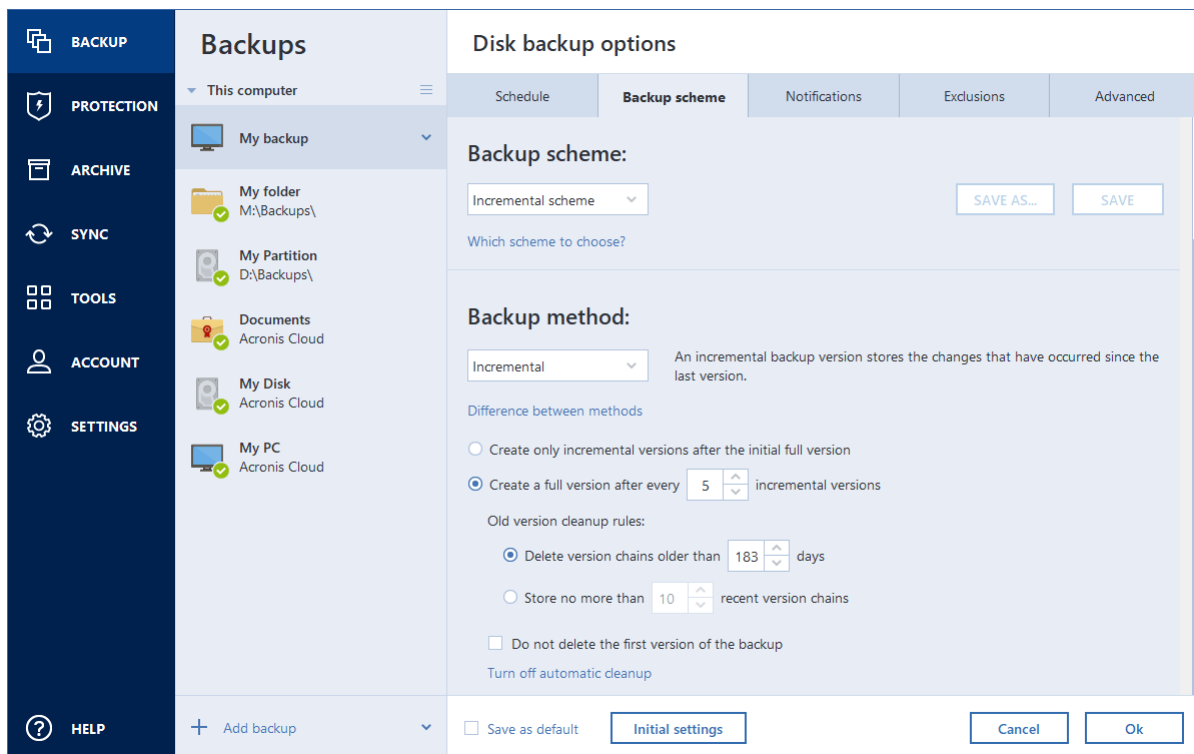 BACKUP
PROTECTION
ARCHIVE
SYNC
TOOLS
ACCOUNT
SETTINGS
? HELP
Backups
This computer
My backup
My folder
M:\Backups\
My Partition
D:\Backups\
Documents
Acronis Cloud
My Disk
Acronis Cloud
My PC
Acronis Cloud
+ Add backup
Disk backup options
Schedule Backup scheme Notifications Exclusions Advanced
Backup scheme:
Incremental scheme SAVE AS... SAVE
Which scheme to choose?
Backup method:
Incremental
An incremental backup version stores the changes that have occurred since the
last version.
Difference between methods
Create only incremental versions after the initial full version
Create a full version after every 5 incremental versions
Old version cleanup rules:
Delete version chains older than 183 days
Store no more than 10 recent version chains
Do not delete the first version of the backup
Turn off automatic cleanup
Save as default Initial settings Cancel Ok